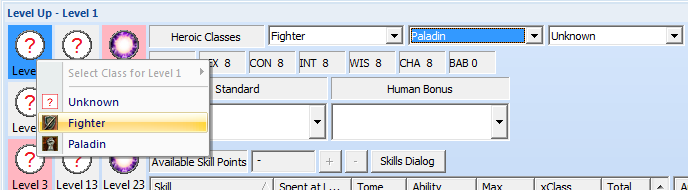 Level Up - Level 1
Heroic Classes Fighter Paladin Unknown
Level
EX 8 CON 8 INT 8 WIS 8 CHA 8 BAB 0
Select Class for Level 1
Standard Human Bonus
Unknown
Fighter
Paladin
Available Skill Points - + - Skills Dialog
Level 3 Level 13 Level 23
Skill Spent at L... Tome Ability Max xClass Total